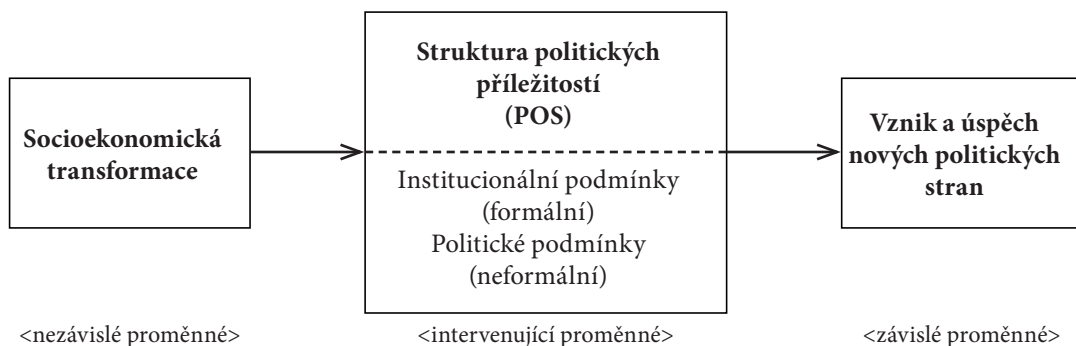 Socioekonomická
transformace
Struktura politických
příležitostí
(POS)
Institucionální podmínky
(formální)
Politické podmínky
(neformální)
Vznik a úspěch
nových politických
stran
<nezávislé proměnné>
<intervenující proměnné>
<závislé proměnné>